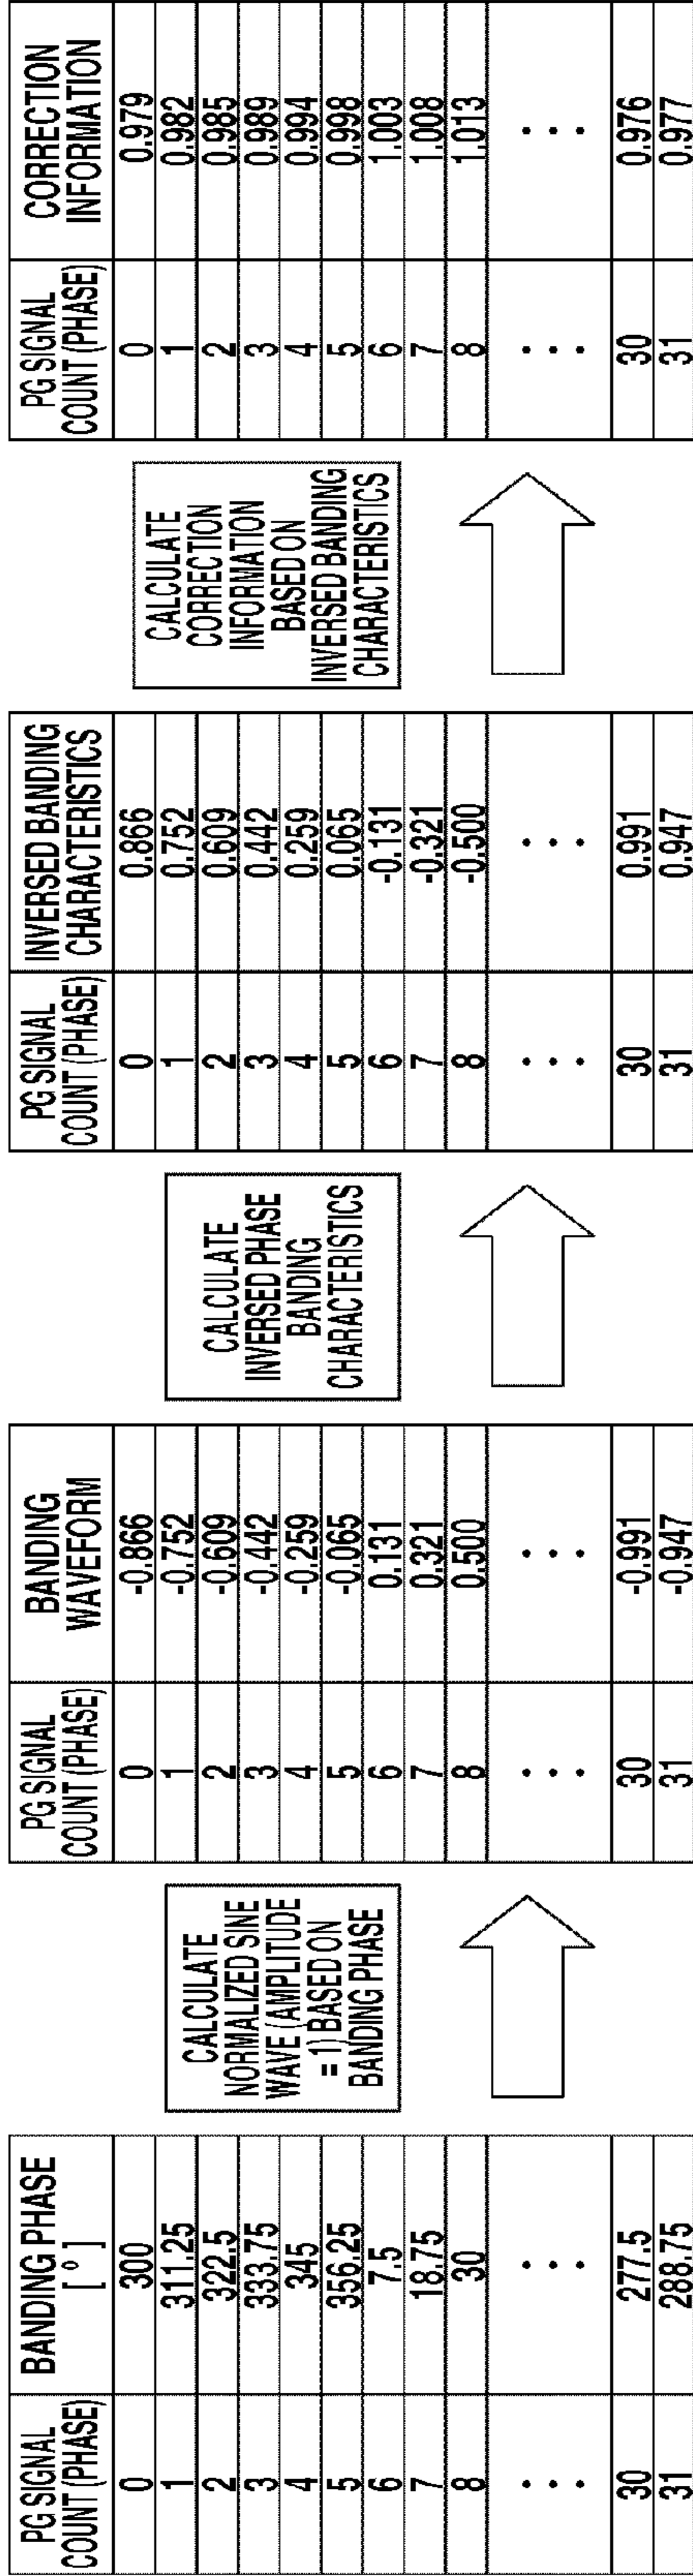 PG SIGNAL
COUNT (PHASE)
BANDING PHASE
[ ° ]
0 300
1 311.25
2 322.5
3 333.75
4 345
5 356.25
6 7.5
7 18.75
8 30
••• •••
30 277.5
31 288.75
CALCULATE
NORMALIZED SINE
WAVE (AMPLITUDE
= 1) BASED ON
BANDING PHASE
PG SIGNAL
COUNT (PHASE)
BANDING
WAVEFORM
0 -0.866
1 -0.752
2 -0.609
3 -0.442
4 -0.259
5 -0.065
6 0.131
7 0.321
8 0.500
••• •••
30 -0.991
31 -0.947
CALCULATE
INVERSED PHASE
BANDING
CHARACTERISTICS
PG SIGNAL
COUNT (PHASE)
INVERSED BANDING
CHARACTERISTICS
0 0.866
1 0.752
2 0.609
3 0.442
4 0.259
5 0.065
6 -0.131
7 -0.321
8 -0.500
••• •••
30 0.991
31 0.947
CALCULATE
CORRECTION
INFORMATION
BASED ON
INVERSED BANDING
CHARACTERISTICS
PG SIGNAL
COUNT (PHASE)
CORRECTION
INFORMATION
0 0.979
1 0.982
2 0.985
3 0.989
4 0.994
5 0.998
6 1.003
7 1.008
8 1.013
••• •••
30 0.976
31 0.977